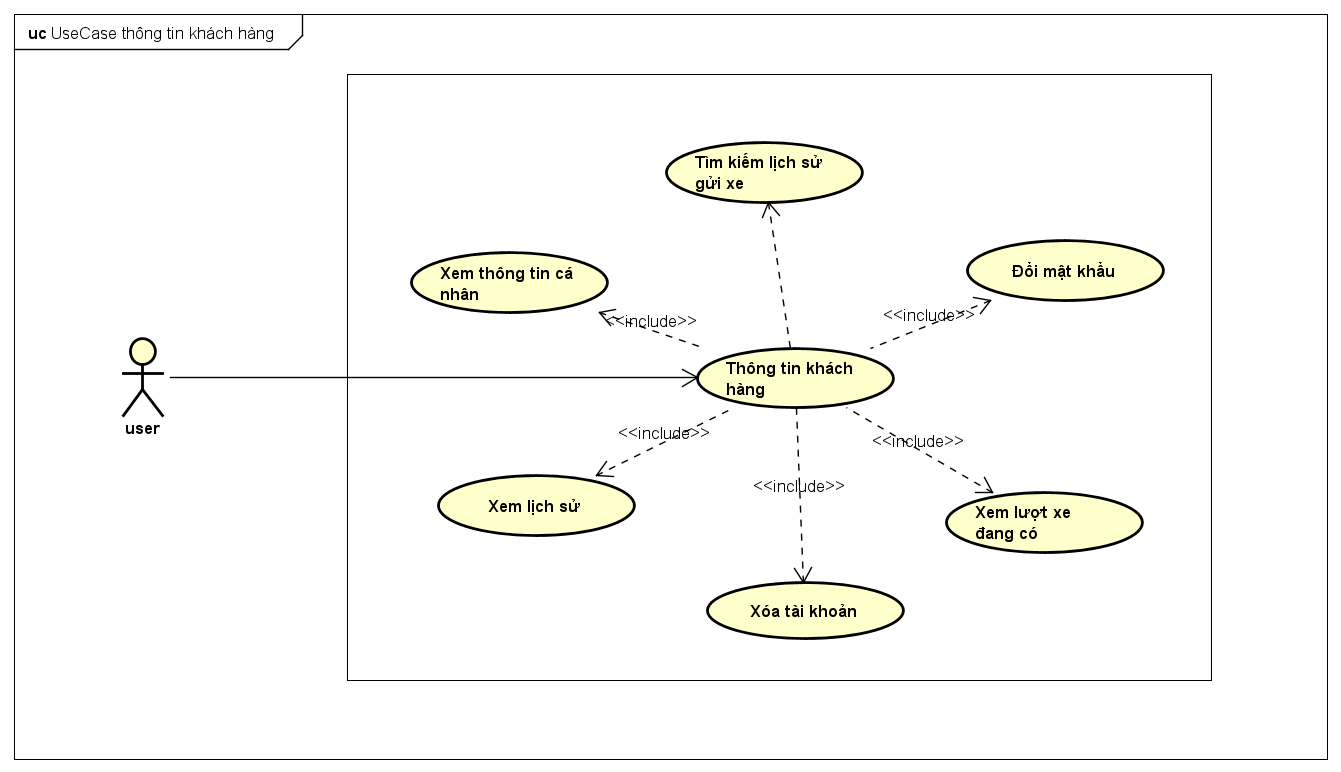 uc UseCase thông tin khách hàng
Tìm kiếm lịch sử
gửi xe
Xem thông tin cá
nhân
Đổi mật khẩu
<<include>>
<<include>>
Thông tin khách
hàng
user
<<include>>
<<include>>
<<include>>
Xem lịch sử
Xem lượt xe
đang có
Xóa tài khoản